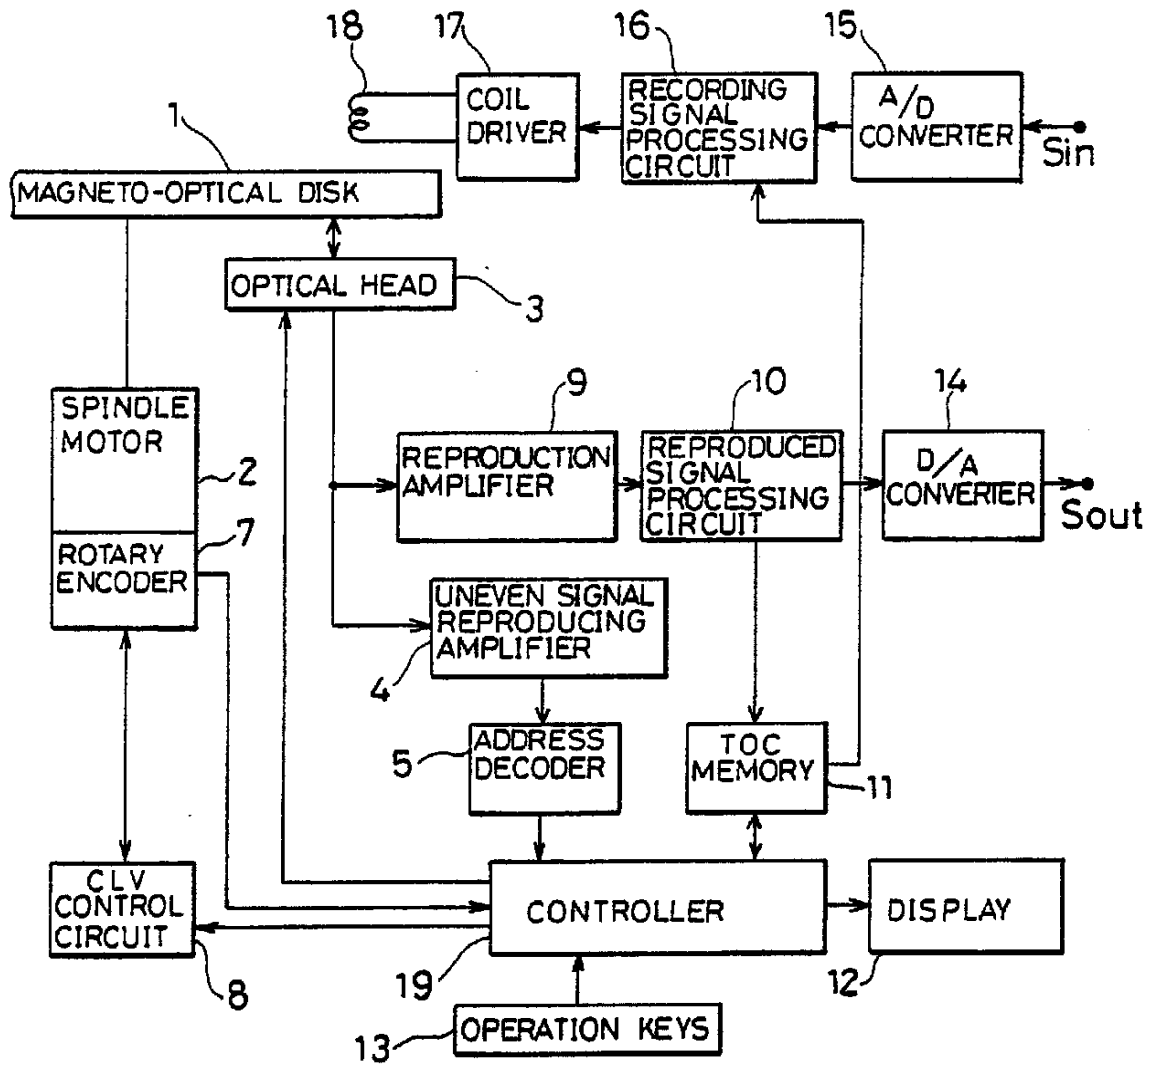 18
17
16
15
COIL
DRIVER
RECORDING
SIGNAL
PROCESSING
CIRCUIT
A/D
CONVERTER
Sin
1
MAGNETO-OPTICAL DISK
OPTICAL HEAD
3
SPINDLE
MOTOR
2
7
ROTARY
ENCODER
9
REPRODUCTION
AMPLIFIER
10
REPRODUCED
SIGNAL
PROCESSING
CIRCUIT
14
D/A
CONVERTER
Sout
UNEVEN SIGNAL
REPRODUCING
AMPLIFIER
4
5
ADDRESS
DECODER
TOC
MEMORY
11
CLV
CONTROL
CIRCUIT
8
CONTROLLER
19
DISPLAY
12
13
OPERATION KEYS